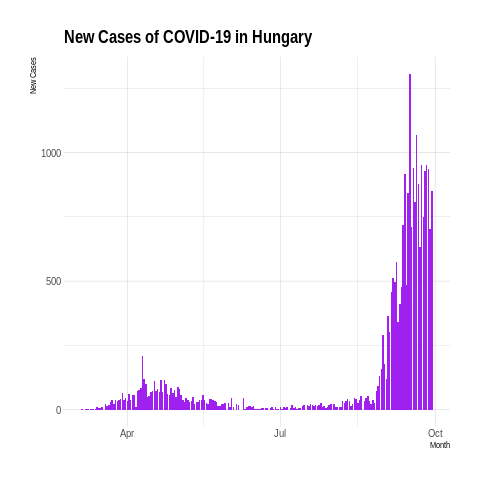 New Cases of COVID-19 in Hungary
New Cases
1000
500
0
Apr
Jul
Oct
Month